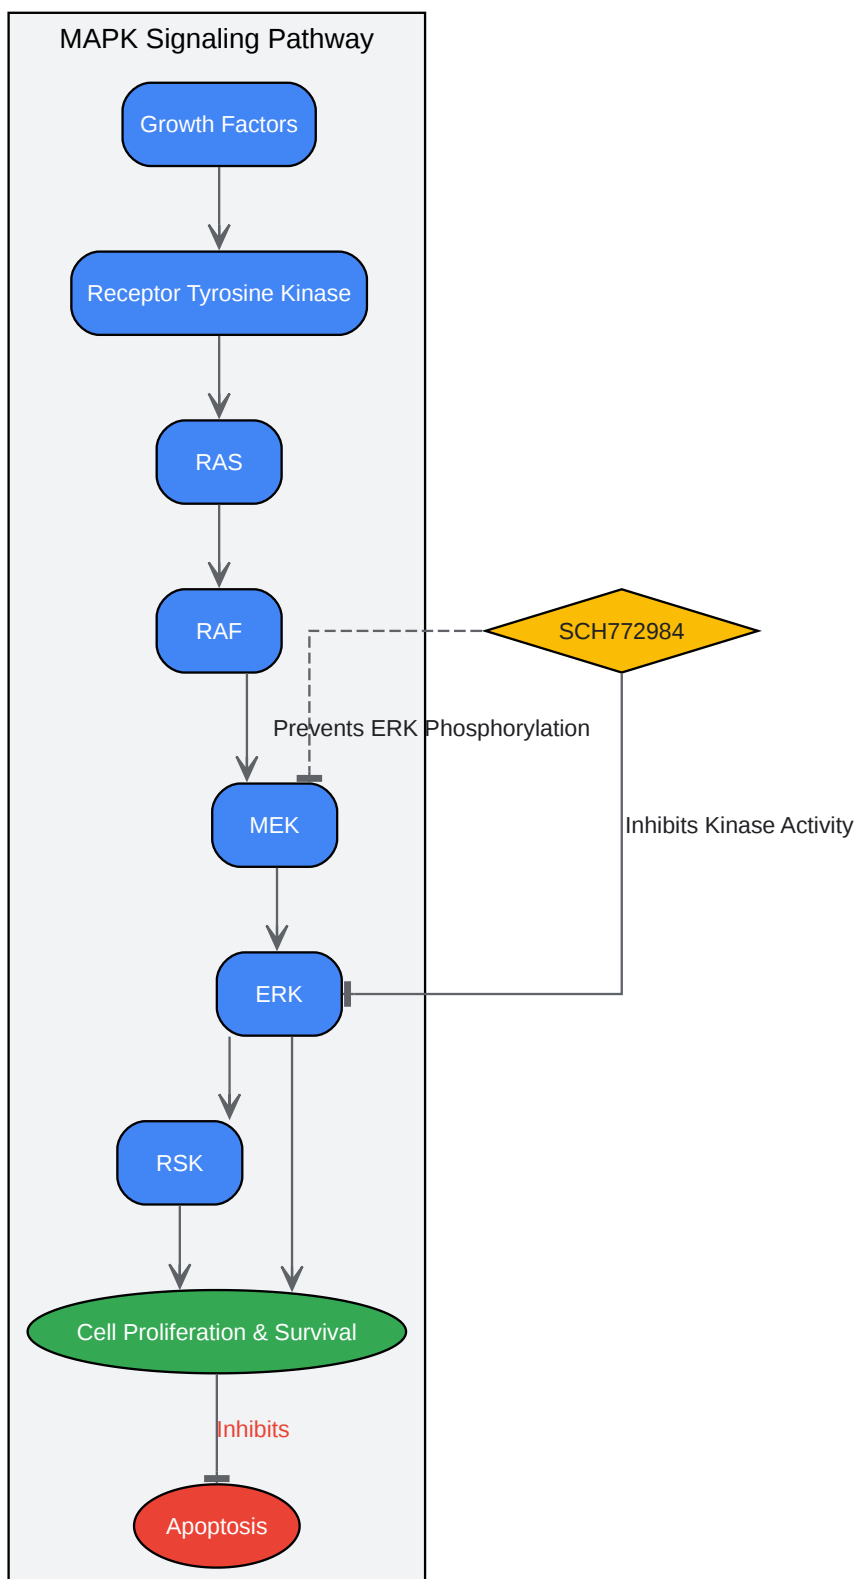 MAPK Signaling Pathway
Growth Factors
Receptor Tyrosine Kinase
RAS
RAF
SCH772984
Prevents ERK Phosphorylation
MEK
Inhibits Kinase Activity
ERK
RSK
Cell Proliferation & Survival
Inhibits
Apoptosis